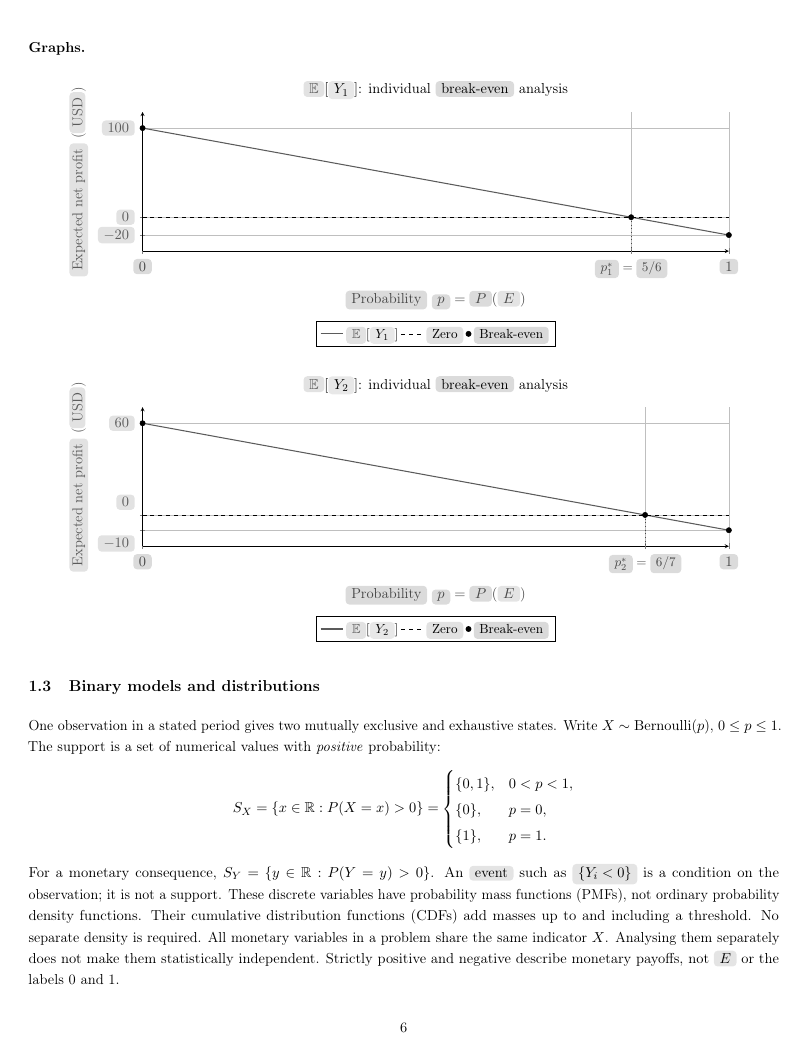 Graphs.
𝔼[Y₁]: individual break-even analysis
Expected net profit (USD)
100
0
−20
0
p₁* = 5/6
1
Probability p = P(E)
𝔼[Y₁] Zero Break-even
𝔼[Y₂]: individual break-even analysis
Expected net profit (USD)
60
0
−10
0
p₂* = 6/7
1
Probability p = P(E)
𝔼[Y₂] Zero Break-even
1.3 Binary models and distributions
One observation in a stated period gives two mutually exclusive and exhaustive states. Write X ∼ Bernoulli(p), 0 ≤ p ≤ 1.
The support is a set of numerical values with positive probability:
{0, 1}, 0 < p < 1,
S_X = {x ∈ ℝ : P(X = x) > 0} = { {0}, p = 0,
{1}, p = 1.
For a monetary consequence, S_Y = {y ∈ ℝ : P(Y = y) > 0}. An event such as {Yᵢ < 0} is a condition on the
observation; it is not a support. These discrete variables have probability mass functions (PMFs), not ordinary probability
density functions. Their cumulative distribution functions (CDFs) add masses up to and including a threshold. No
separate density is required. All monetary variables in a problem share the same indicator X. Analysing them separately
does not make them statistically independent. Strictly positive and negative describe monetary payoffs, not E or the
labels 0 and 1.
6